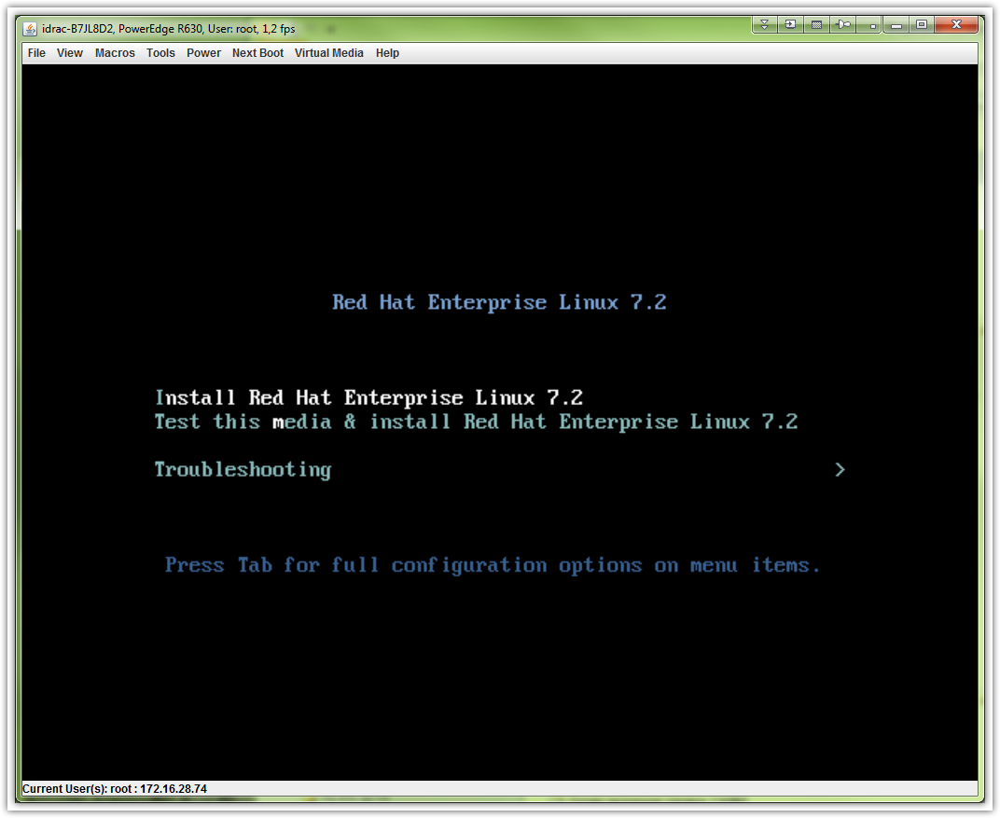 idrac-B7JL8D2, PowerEdge R630, User: root, 1,2 fps
File View Macros Tools Power Next Boot Virtual Media Help
Red Hat Enterprise Linux 7.2
Install Red Hat Enterprise Linux 7.2
Test this media & install Red Hat Enterprise Linux 7.2
Troubleshooting >
Press Tab for full configuration options on menu items.
Current User(s): root : 172.16.28.74